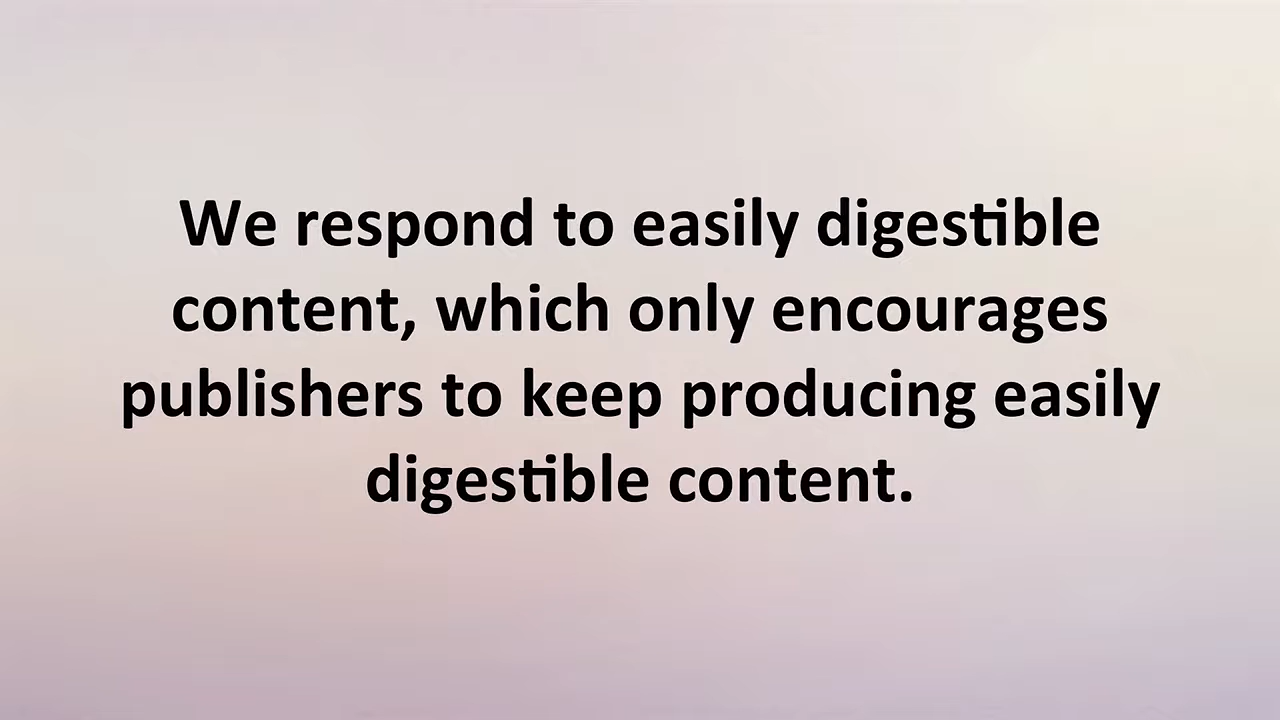 We respond to easily digestible
content, which only encourages
publishers to keep producing easily
digestible content.